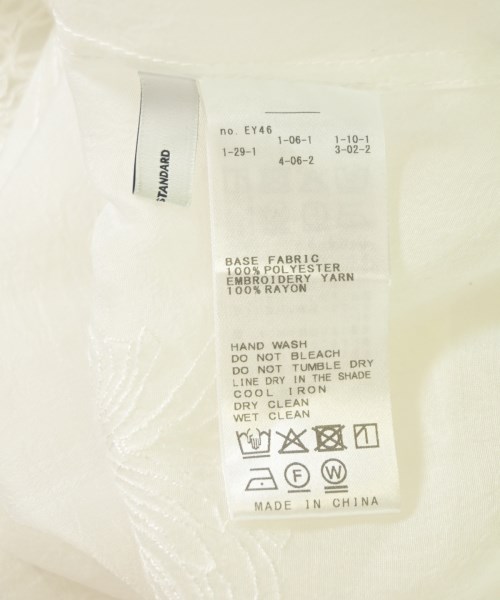 STANDARD
no. EY46
1-06-1 1-10-1
1-29-1 3-02-2
4-06-2
BASE FABRIC
100% POLYESTER
EMBROIDERY YARN
100% RAYON
HAND WASH
DO NOT BLEACH
DO NOT TUMBLE DRY
LINE DRY IN THE SHADE
COOL IRON
DRY CLEAN
WET CLEAN
F W
MADE IN CHINA